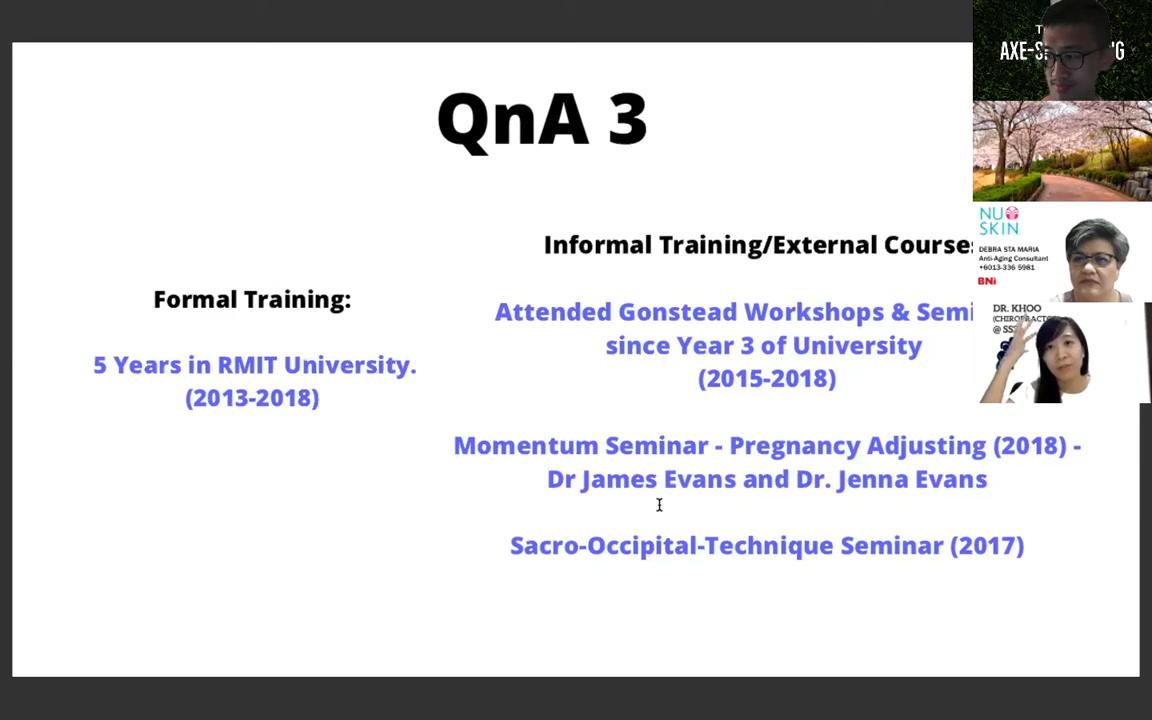 QnA 3
Formal Training:
5 Years in RMIT University.
(2013-2018)
Informal Training/External Courses
Attended Gonstead Workshops &
since Year 3 of University
(2015-2018)
Momentum Seminar - Pregnancy Adjusting (2018) -
Dr James Evans and Dr. Jenna Evans
Sacro-Occipital-Technique Seminar (2017)
NU
SKIN
DEBRA STA MARIA
Anti-Aging Consultant
+6013-336 5981
BNI
DR. KHOO